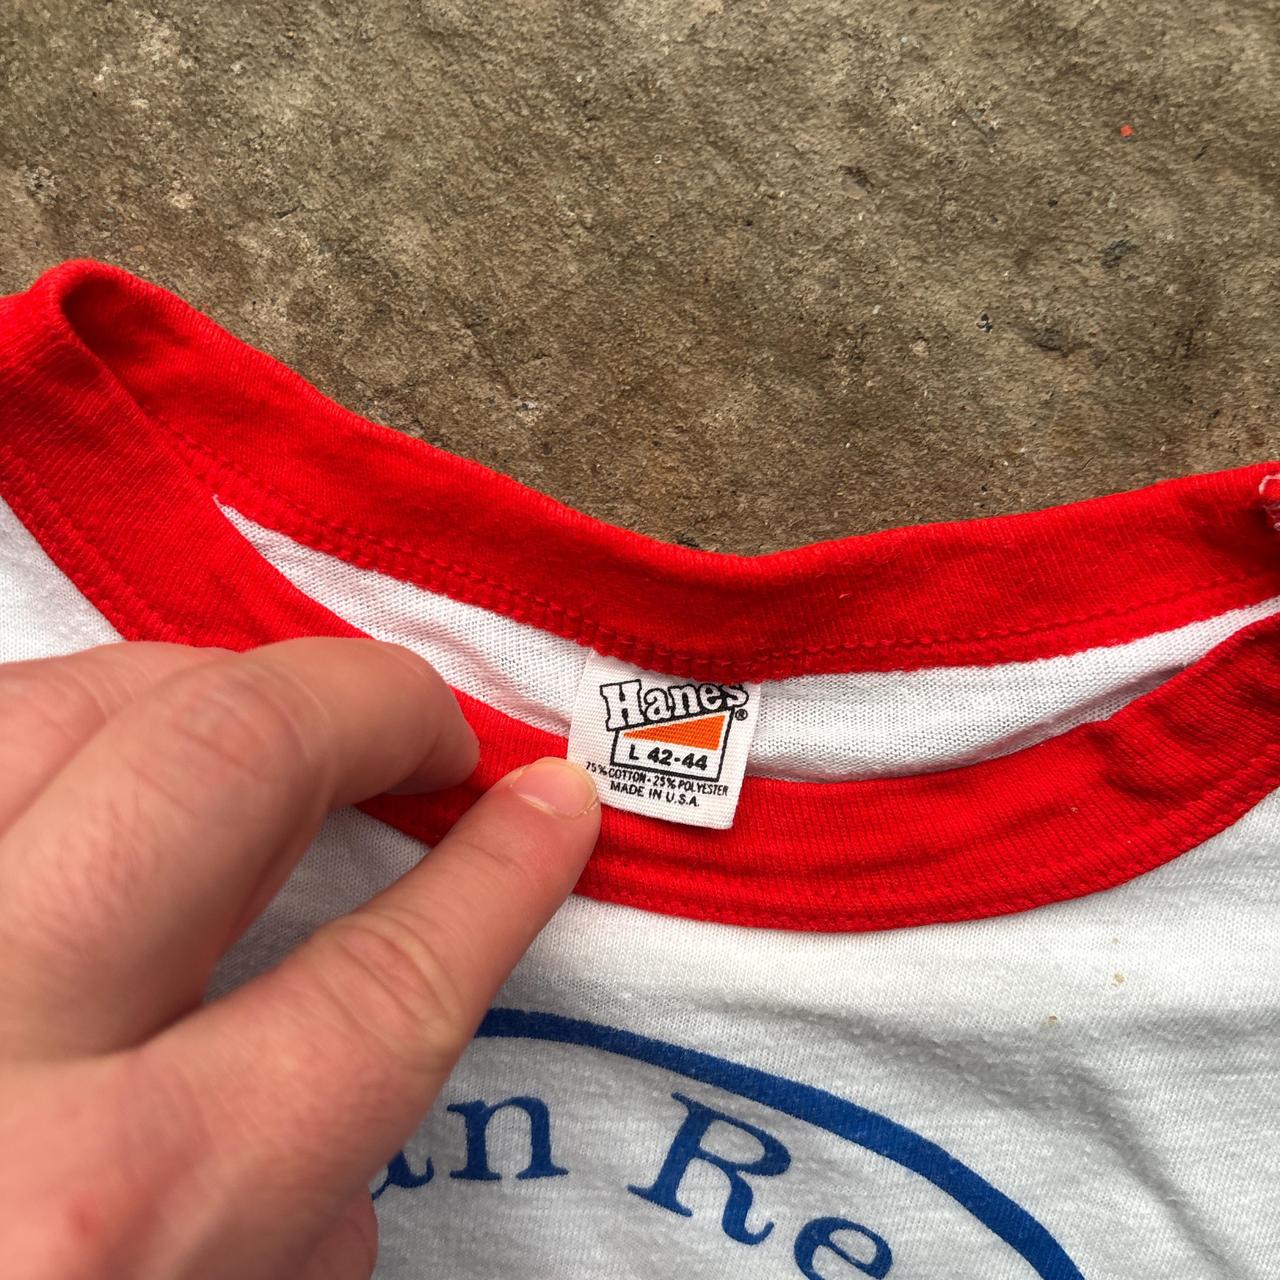 Hanes®
L 42-44
75% COTTON - 25% POLYESTER
MADE IN U.S.A.
an Re